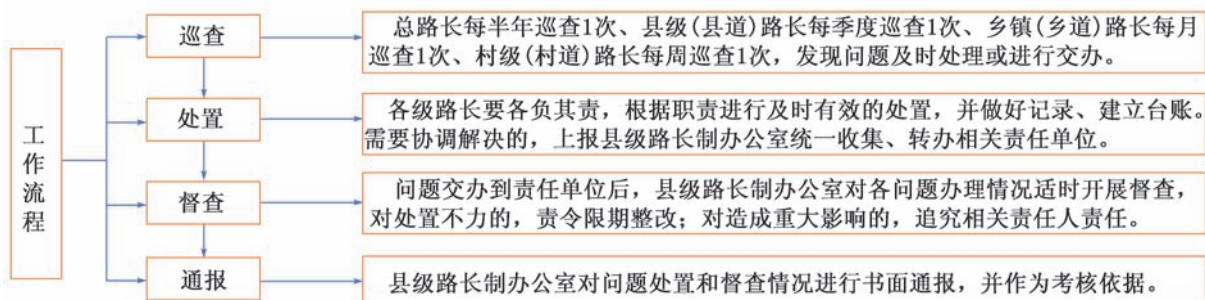 工作流程
巡查
总路长每半年巡查1次、县级(县道)路长每季度巡查1次、乡镇(乡道)路长每月
巡查1次、村级(村道)路长每周巡查1次，发现问题及时处理或进行交办。
处置
各级路长要各负其责，根据职责进行及时有效的处置，并做好记录、建立台账。
需要协调解决的，上报县级路长制办公室统一收集、转办相关责任单位。
督查
问题交办到责任单位后，县级路长制办公室对各问题办理情况适时开展督查，
对处置不力的，责令限期整改；对造成重大影响的，追究相关责任人责任。
通报
县级路长制办公室对问题处置和督查情况进行书面通报，并作为考核依据。